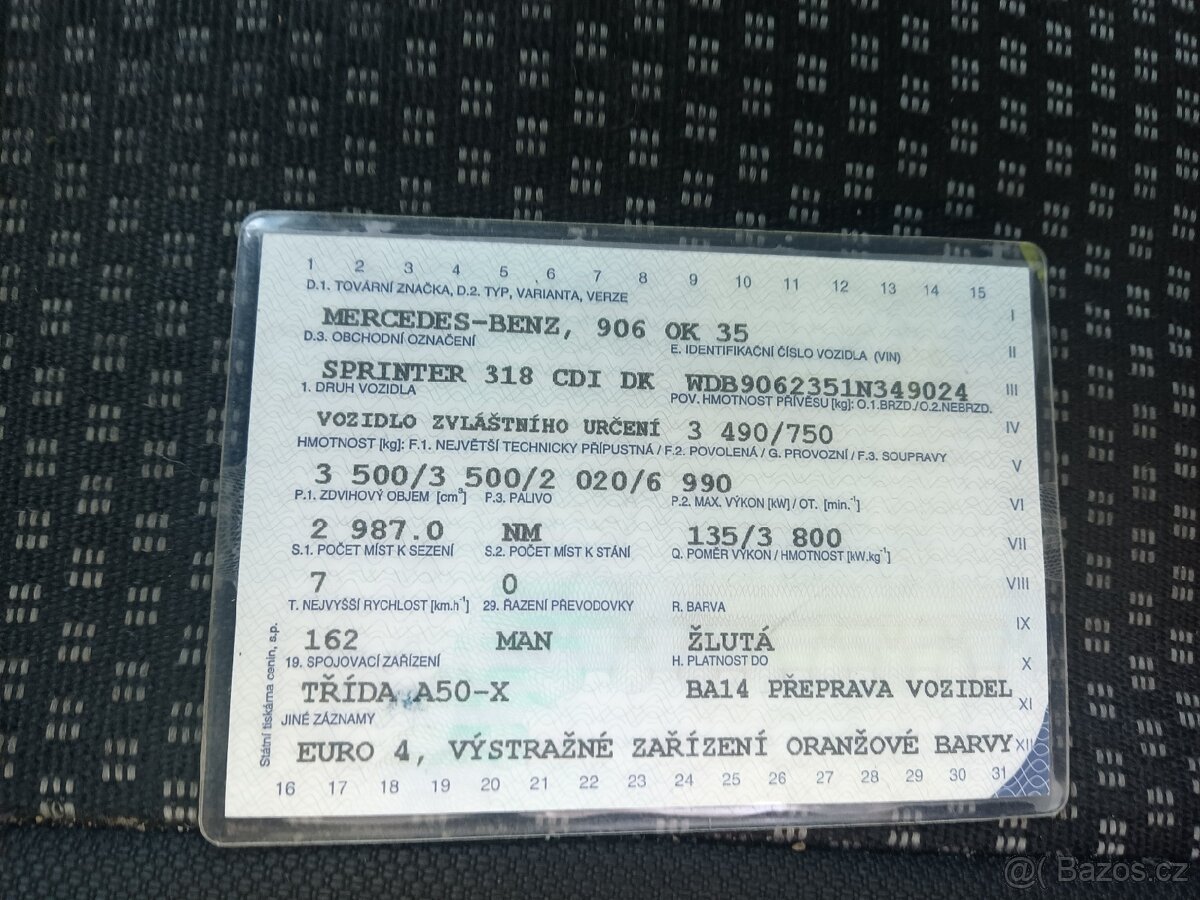 1 2 3 4 5 6 7 8 9 10 11 12 13 14 15
D.1. TOVÁRNÍ ZNAČKA, D.2. TYP, VARIANTA, VERZE
I
MERCEDES-BENZ, 906 OK 35
D.3. OBCHODNÍ OZNAČENÍ E. IDENTIFIKAČNÍ ČÍSLO VOZIDLA (VIN) II
SPRINTER 318 CDI DK WDB9062351N349024 III
1. DRUH VOZIDLA POV. HMOTNOST PŘÍVĚSU [kg]: O.1.BRZD./O.2.NEBRZD.
VOZIDLO ZVLÁŠTNÍHO URČENÍ 3 490/750 IV
HMOTNOST [kg]: F.1. NEJVĚTŠÍ TECHNICKY PŘÍPUSTNÁ / F.2. POVOLENÁ / G. PROVOZNÍ / F.3. SOUPRAVY
3 500/3 500/2 020/6 990 V
P.1. ZDVIHOVÝ OBJEM [cm³] P.3. PALIVO P.2. MAX. VÝKON [kW] / OT. [min.⁻¹] VI
2 987.0 NM 135/3 800 VII
S.1. POČET MÍST K SEZENÍ S.2. POČET MÍST K STÁNÍ Q. POMĚR VÝKON / HMOTNOST [kW.kg⁻¹]
7 0 VIII
T. NEJVYŠŠÍ RYCHLOST [km.h⁻¹] 29. ŘAZENÍ PŘEVODOVKY R. BARVA
162 MAN ŽLUTÁ IX
19. SPOJOVACÍ ZAŘÍZENÍ H. PLATNOST DO X
TŘÍDA A50-X BA14 PŘEPRAVA VOZIDEL XI
JINÉ ZÁZNAMY
EURO 4, VÝSTRAŽNÉ ZAŘÍZENÍ ORANŽOVÉ BARVY XII
16 17 18 19 20 21 22 23 24 25 26 27 28 29 30 31
Státní tiskárna cenin, s.p.
@( Bazos.cz